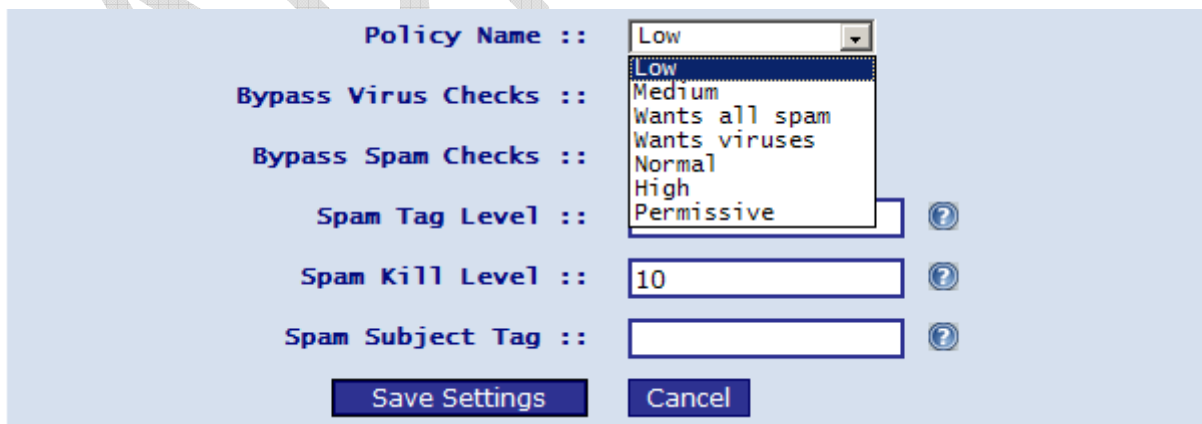 Policy Name :: Low
Low
Medium
Bypass Virus Checks ::
Wants all spam
Wants viruses
Bypass Spam Checks ::
Normal
High
Permissive
Spam Tag Level ::
Spam Kill Level :: 10
Spam Subject Tag ::
Save Settings Cancel